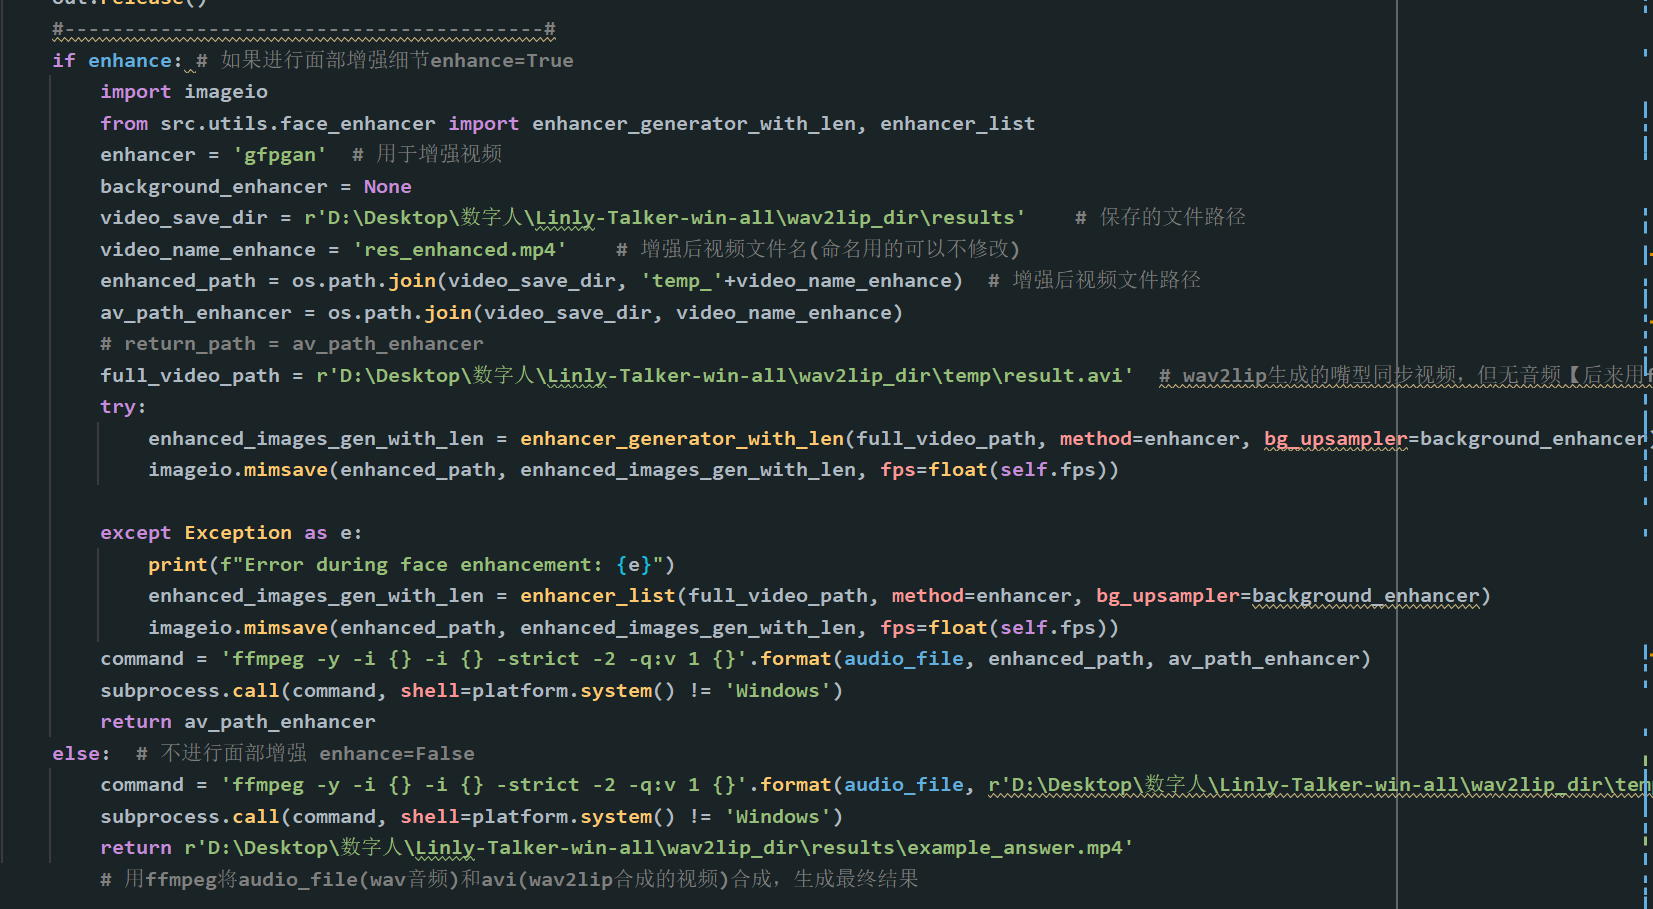 out.release()
#----------------------------------------#
if enhance: # 如果进行面部增强细节enhance=True
import imageio
from src.utils.face_enhancer import enhancer_generator_with_len, enhancer_list
enhancer = 'gfpgan'  # 用于增强视频
background_enhancer = None
video_save_dir = r'D:\Desktop\数字人\Linly-Talker-win-all\wav2lip_dir\results'    # 保存的文件路径
video_name_enhance = 'res_enhanced.mp4'    # 增强后视频文件名(命名用的可以不修改)
enhanced_path = os.path.join(video_save_dir, 'temp_'+video_name_enhance)  # 增强后视频文件路径
av_path_enhancer = os.path.join(video_save_dir, video_name_enhance)
# return_path = av_path_enhancer
full_video_path = r'D:\Desktop\数字人\Linly-Talker-win-all\wav2lip_dir\temp\result.avi'  # wav2lip生成的嘴型同步视频，但无音频【后来用f
try:
enhanced_images_gen_with_len = enhancer_generator_with_len(full_video_path, method=enhancer, bg_upsampler=background_enhancer)
imageio.mimsave(enhanced_path, enhanced_images_gen_with_len, fps=float(self.fps))
except Exception as e:
print(f"Error during face enhancement: {e}")
enhanced_images_gen_with_len = enhancer_list(full_video_path, method=enhancer, bg_upsampler=background_enhancer)
imageio.mimsave(enhanced_path, enhanced_images_gen_with_len, fps=float(self.fps))
command = 'ffmpeg -y -i {} -i {} -strict -2 -q:v 1 {}'.format(audio_file, enhanced_path, av_path_enhancer)
subprocess.call(command, shell=platform.system() != 'Windows')
return av_path_enhancer
else:  # 不进行面部增强 enhance=False
command = 'ffmpeg -y -i {} -i {} -strict -2 -q:v 1 {}'.format(audio_file, r'D:\Desktop\数字人\Linly-Talker-win-all\wav2lip_dir\tem
subprocess.call(command, shell=platform.system() != 'Windows')
return r'D:\Desktop\数字人\Linly-Talker-win-all\wav2lip_dir\results\example_answer.mp4'
# 用ffmpeg将audio_file(wav音频)和avi(wav2lip合成的视频)合成，生成最终结果